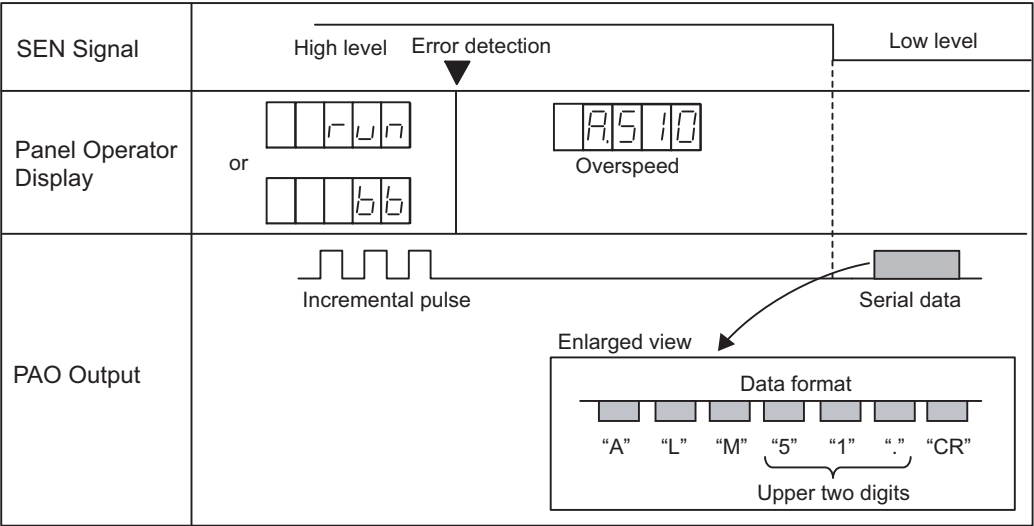 SEN Signal
High level
Error detection
Low level
Panel Operator
Display
run
or
bb
A.510
Overspeed
PAO Output
Incremental pulse
Serial data
Enlarged view
Data format
“A” “L” “M” “5” “1” “.” “CR”
Upper two digits